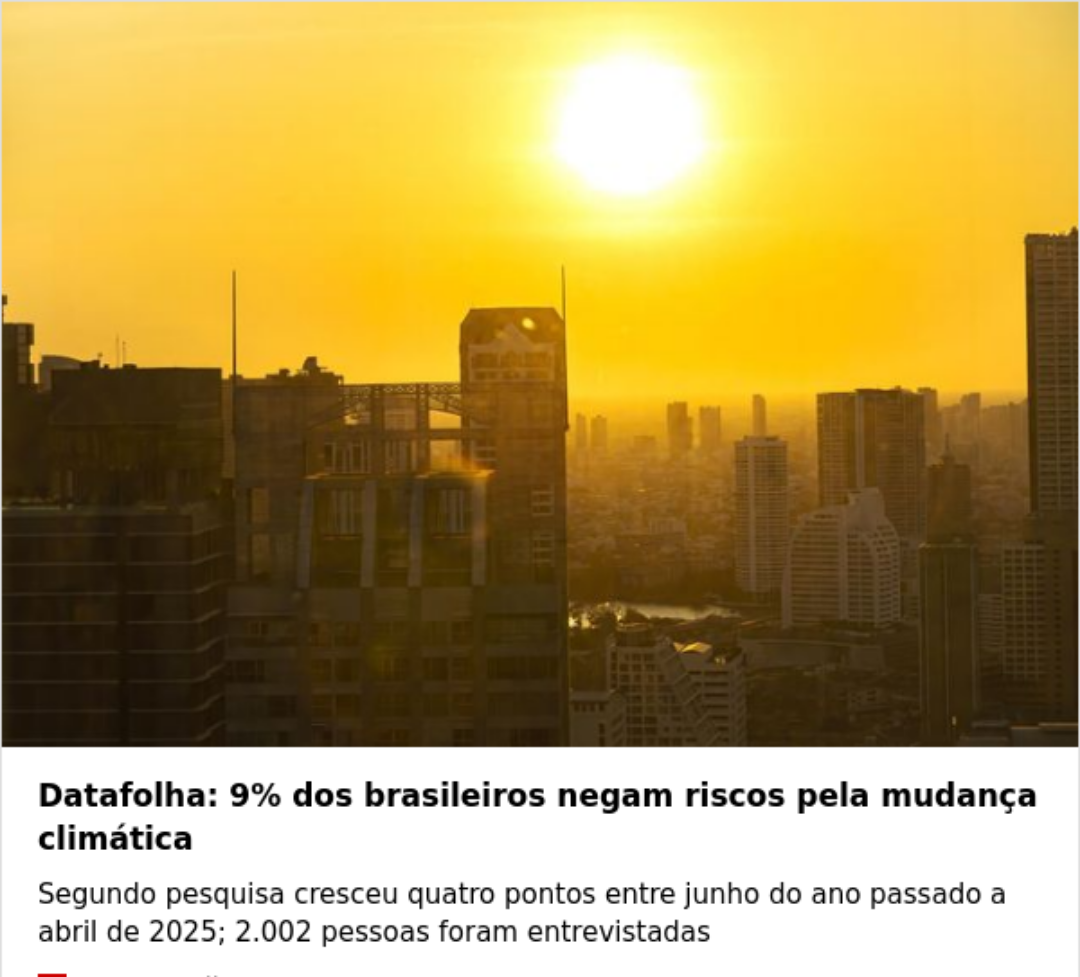 Datafolha: 9% dos brasileiros negam riscos pela mudança
climática
Segundo pesquisa cresceu quatro pontos entre junho do ano passado a
abril de 2025; 2.002 pessoas foram entrevistadas